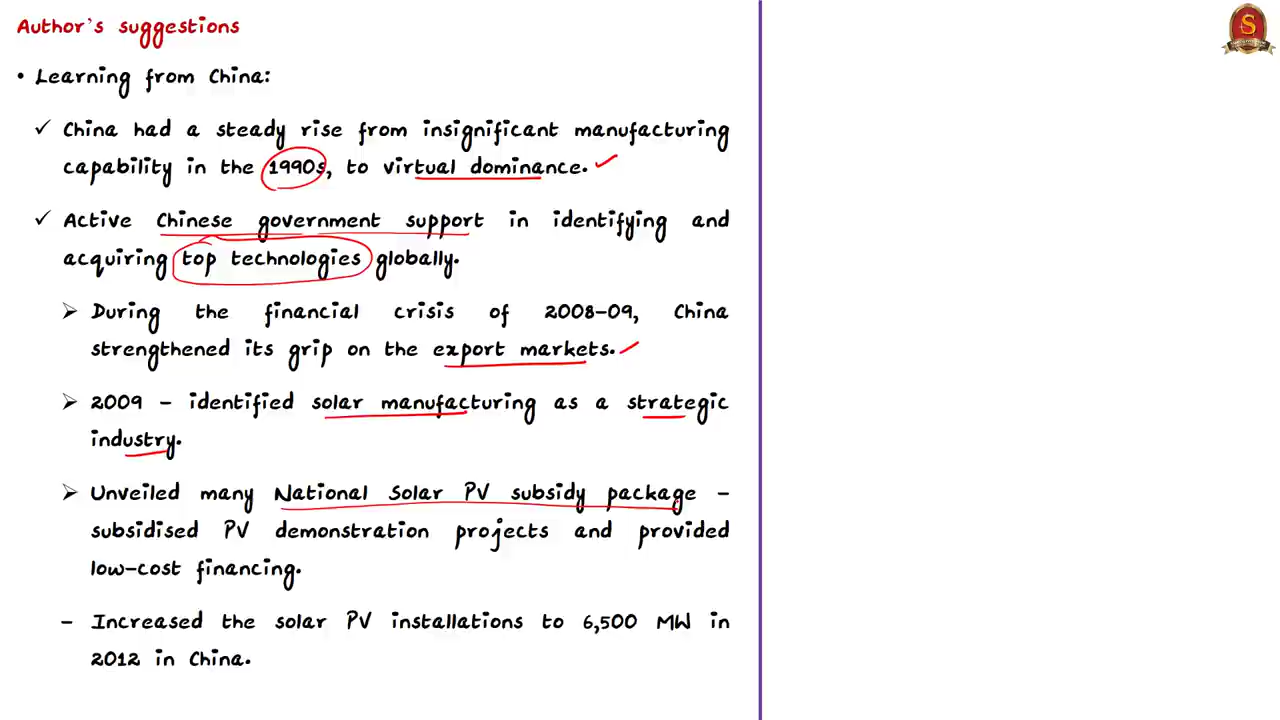 Author's suggestions
• Learning from China:
✓ China had a steady rise from insignificant manufacturing
capability in the 1990s, to virtual dominance.
✓ Active Chinese government support in identifying and
acquiring top technologies globally.
➢ During the financial crisis of 2008-09, China
strengthened its grip on the export markets.
➢ 2009 - identified solar manufacturing as a strategic
industry.
➢ Unveiled many National Solar PV subsidy package -
subsidised PV demonstration projects and provided
low-cost financing.
- Increased the solar PV installations to 6,500 MW in
2012 in China.
S